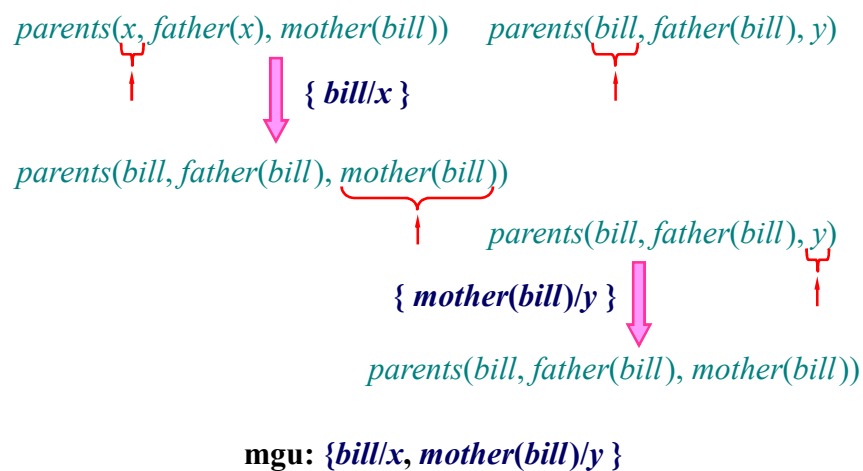 parents(x, father(x), mother(bill)) parents(bill, father(bill), y)
{ bill/x }
parents(bill, father(bill), mother(bill))
parents(bill, father(bill), y)
{ mother(bill)/y }
parents(bill, father(bill), mother(bill))
mgu: {bill/x, mother(bill)/y }